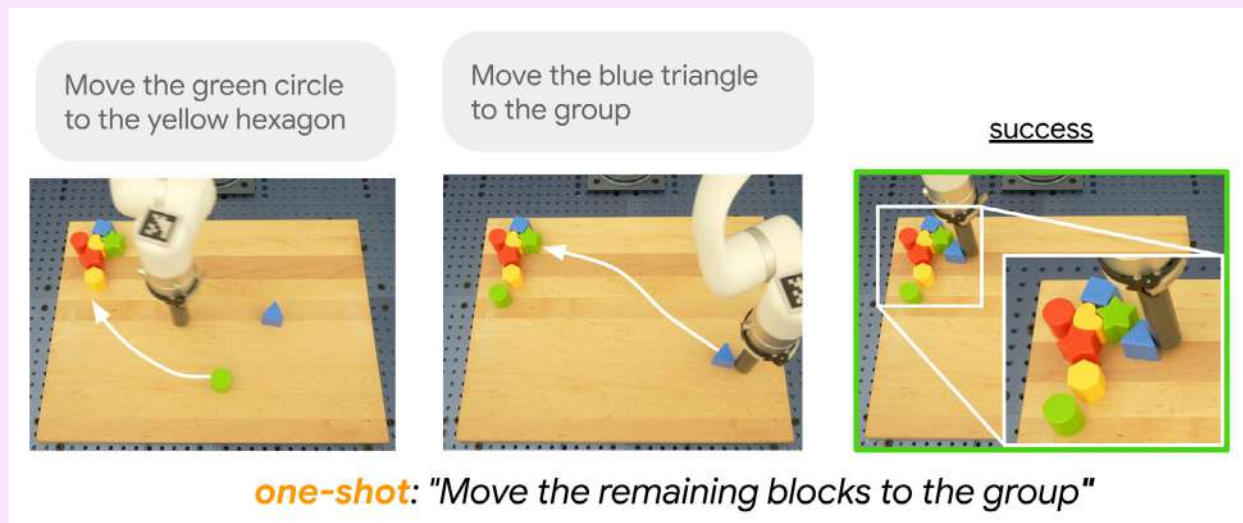 Move the green circle
to the yellow hexagon
Move the blue triangle
to the group
success
one-shot: "Move the remaining blocks to the group"